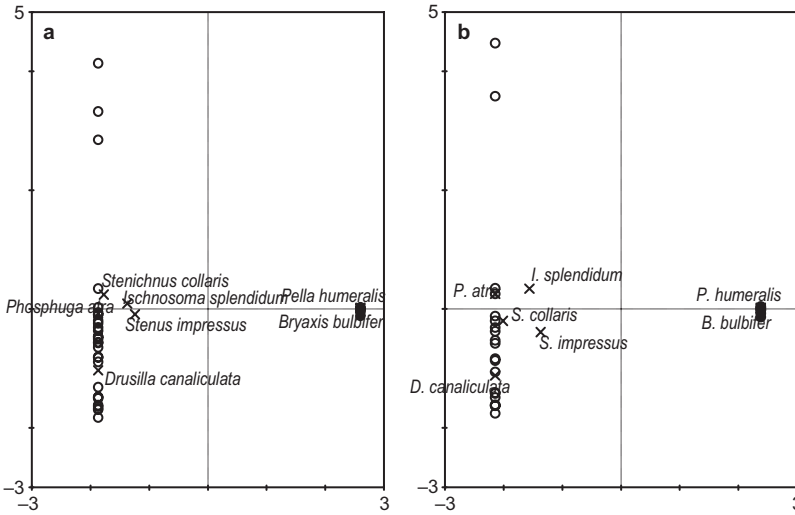 5
a
b
Stenichnus collaris
Ischnosoma splendidum
Pella humeralis
Phosphuga atra
Stenus impressus
Bryaxis bulbifer
Drusilla canaliculata
–3
–3
3
I. splendidum
P. atra
P. humeralis
S. collaris
B. bulbifer
S. impressus
D. canaliculata
–3
–3
3